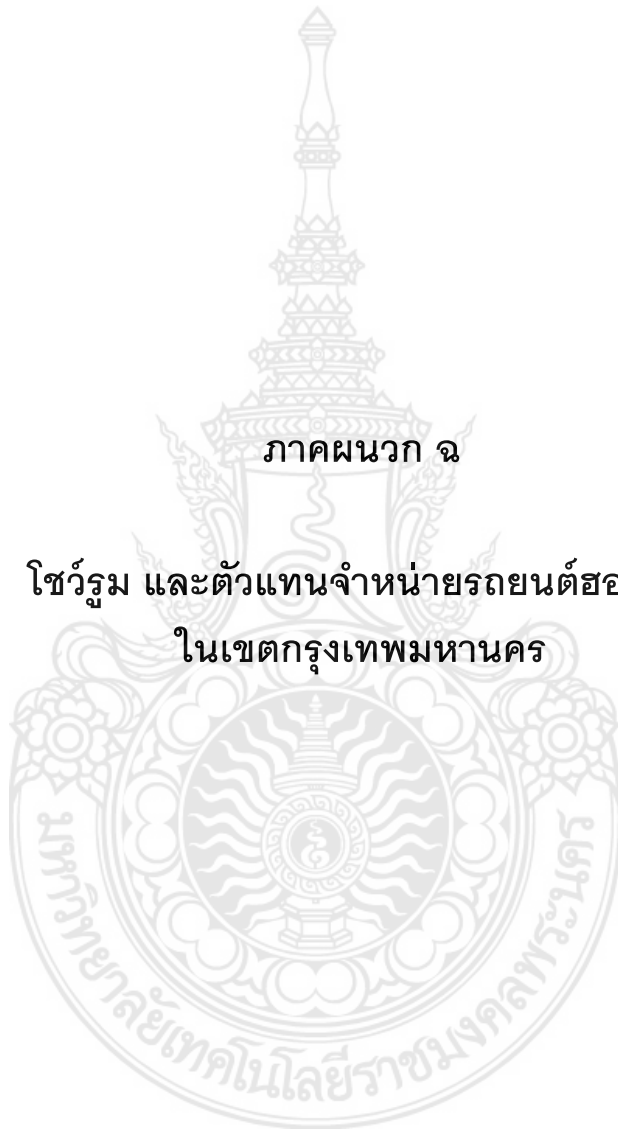 ภาคผนวก ฉ
โชว์รูม และตัวแทนจำหน่ายรถยนต์ฮอ
ในเขตกรุงเทพมหานคร
มหาวิทยาลัยเทคโนโลยีราชมงคลพระนคร